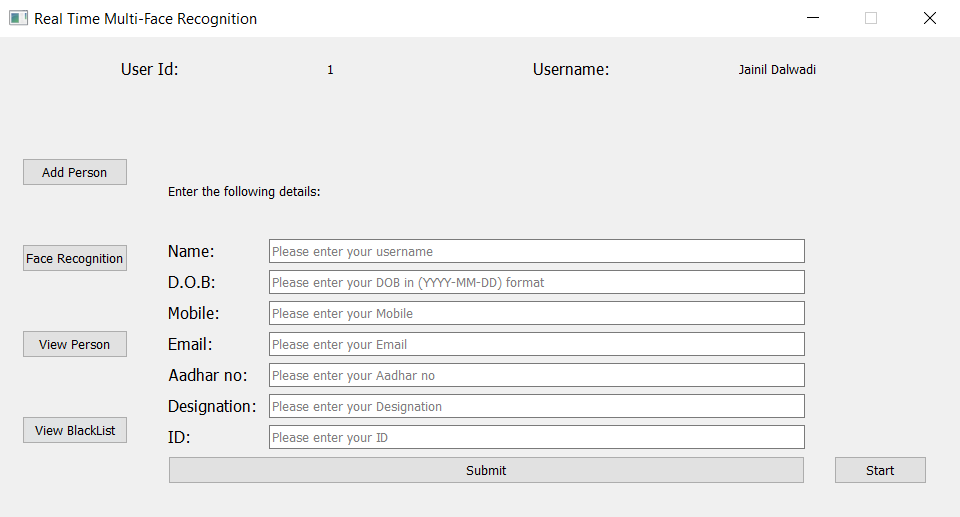 Real Time Multi-Face Recognition
User Id: 1 Username: Jainil Dalwadi
Add Person
Enter the following details:
Face Recognition
Name: Please enter your username
D.O.B: Please enter your DOB in (YYYY-MM-DD) format
Mobile: Please enter your Mobile
View Person
Email: Please enter your Email
Aadhar no: Please enter your Aadhar no
Designation: Please enter your Designation
View BlackList
ID: Please enter your ID
Submit Start